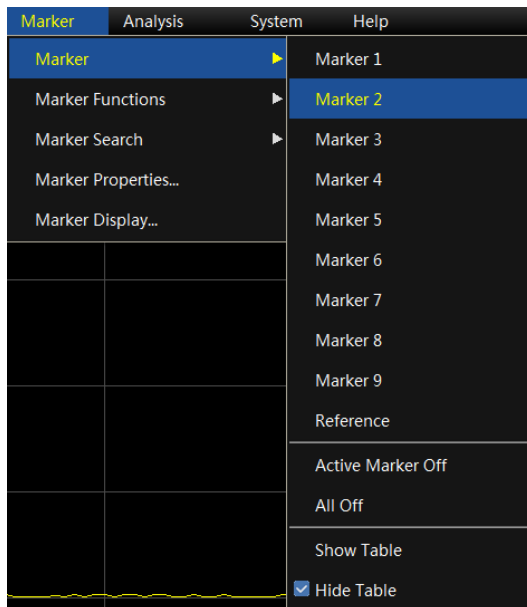 Marker Analysis System Help
Marker
Marker Functions
Marker Search
Marker Properties...
Marker Display...
Marker 1
Marker 2
Marker 3
Marker 4
Marker 5
Marker 6
Marker 7
Marker 8
Marker 9
Reference
Active Marker Off
All Off
Show Table
Hide Table